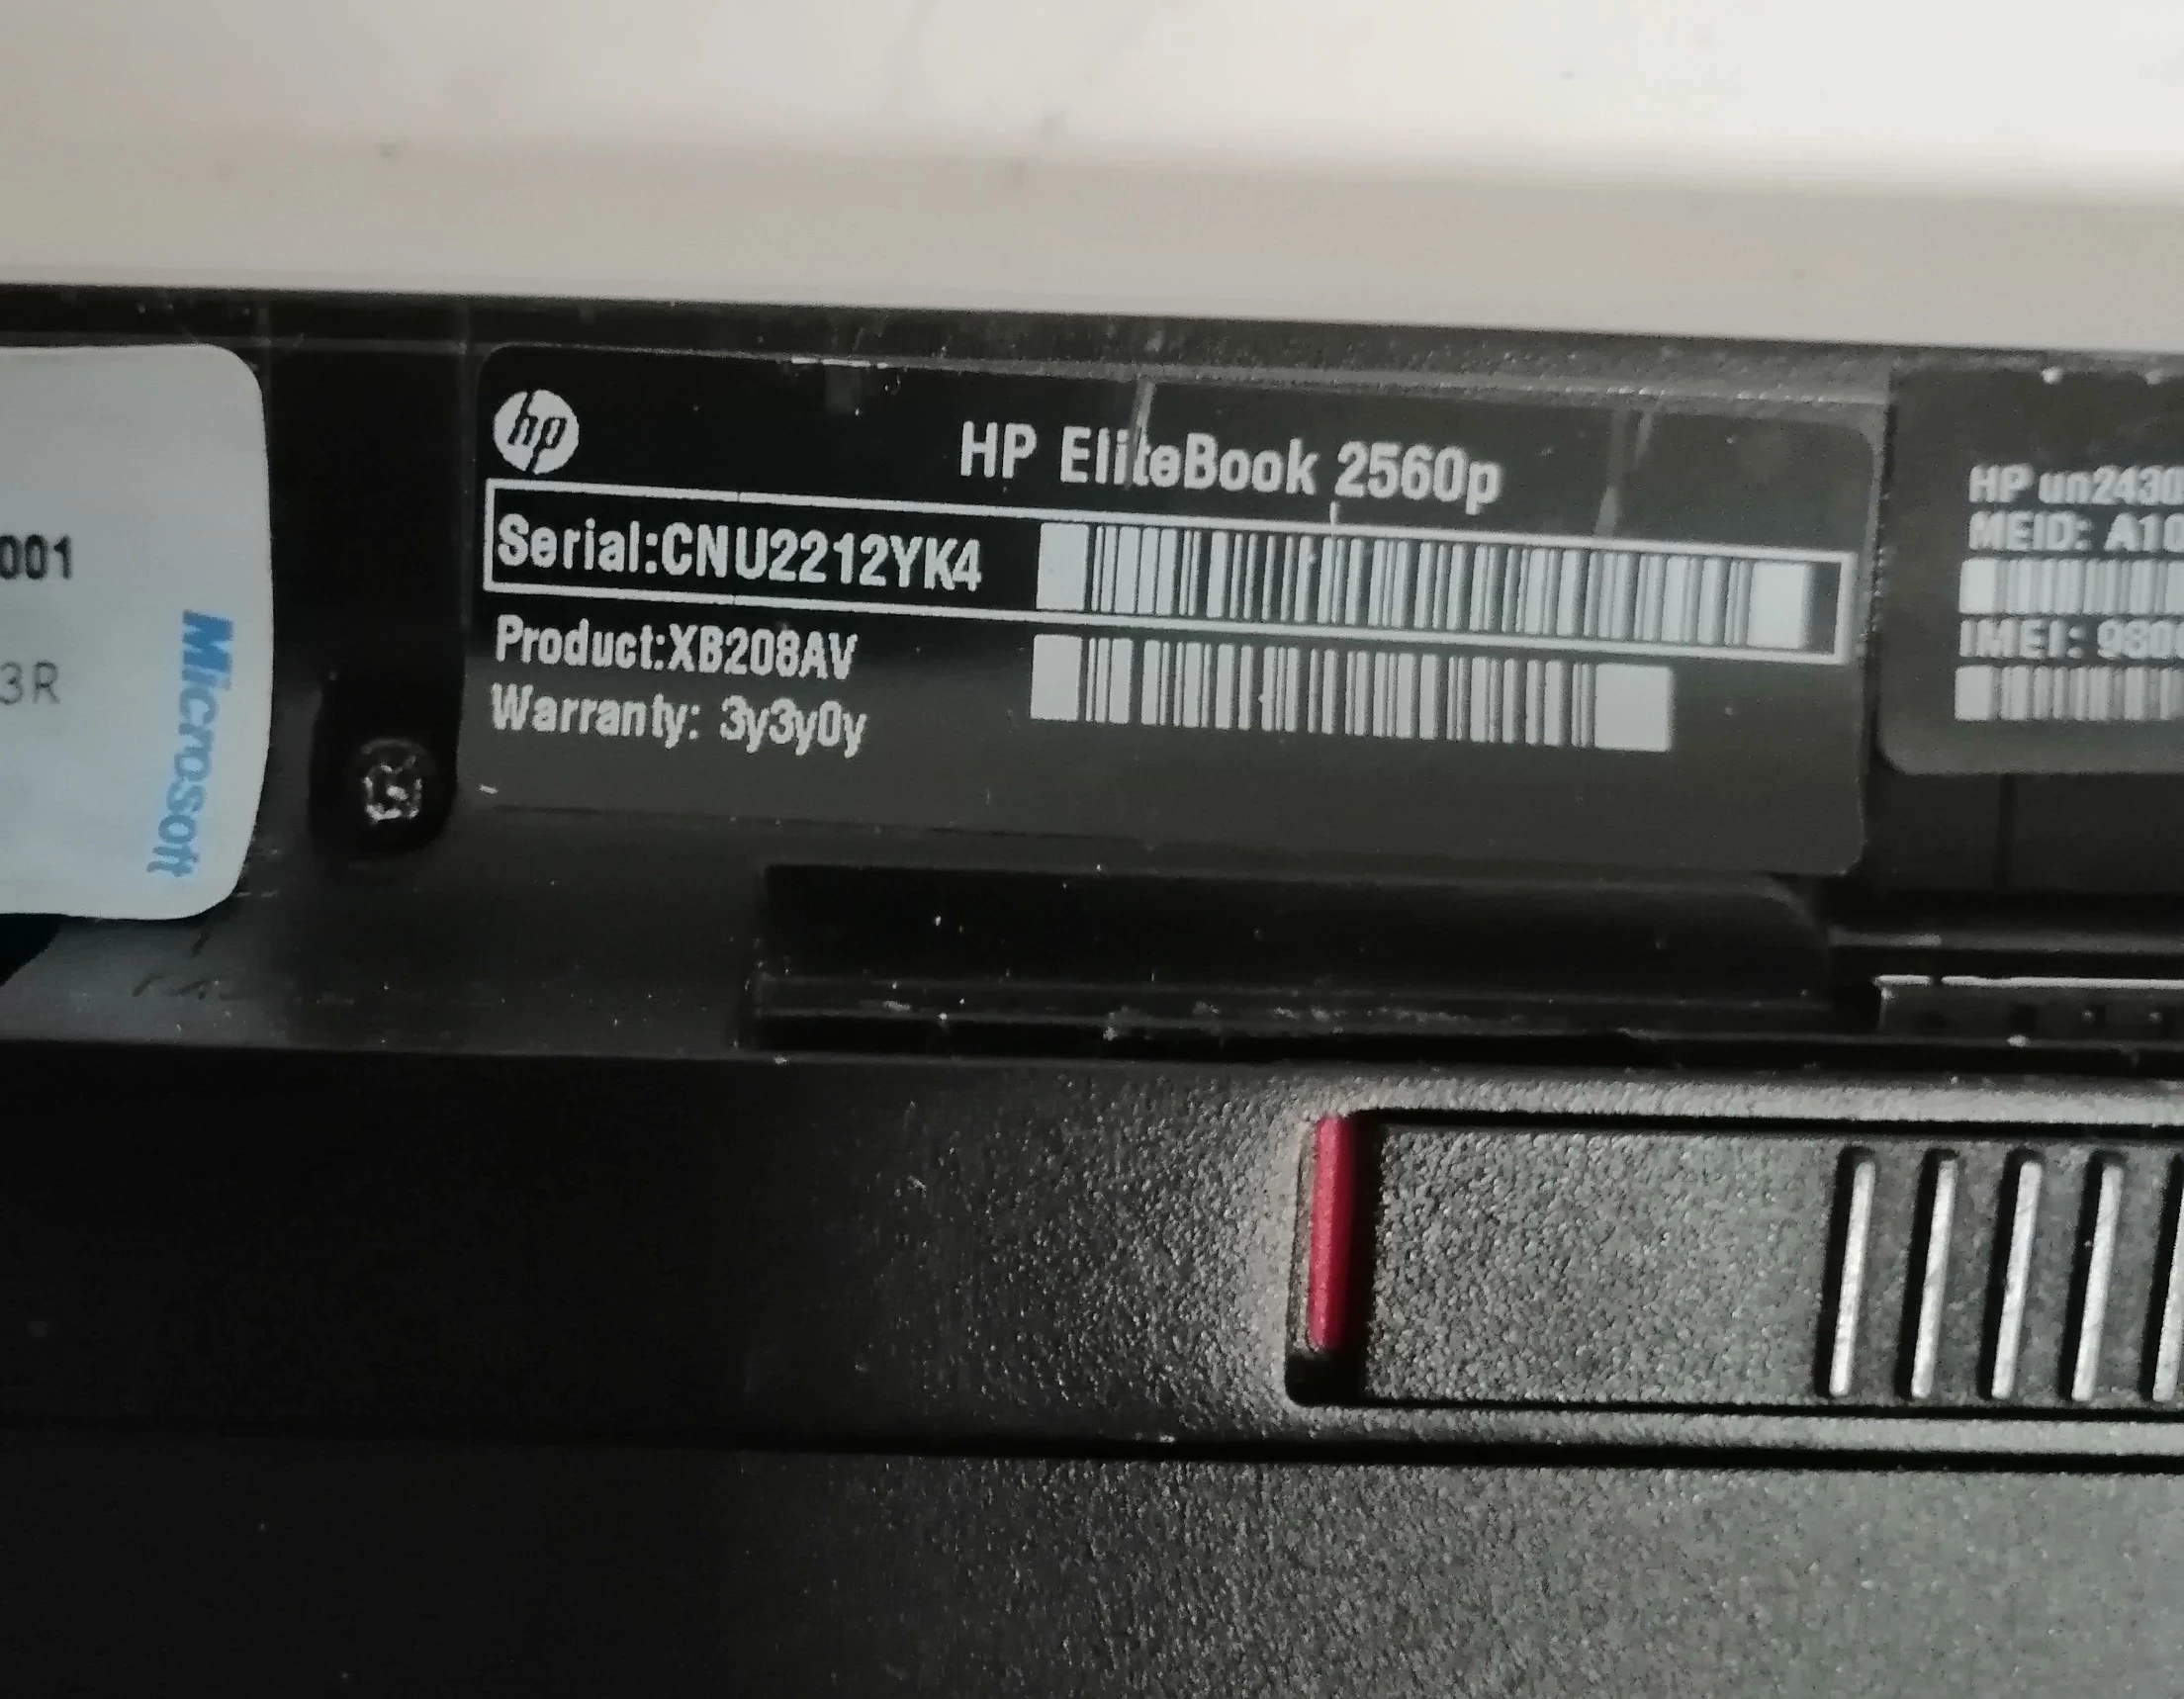 001
3R
Microsoft
hp
HP EliteBook 2560p
Serial:CNU2212YK4
Product:XB208AV
Warranty: 3y3y0y
HP un2430
MEID: A10
IMEI: 980